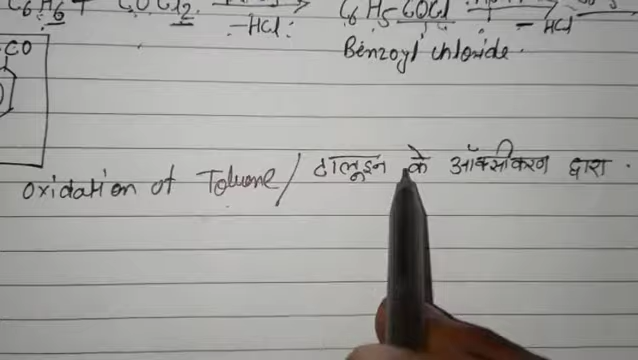 C₆H₆ + COCl₂ → C₆H₅COCl
-HCl - HCl
Benzoyl chloride.
CO
Oxidation of Toluene / टालूइन के ऑक्सीकरण द्वारा .